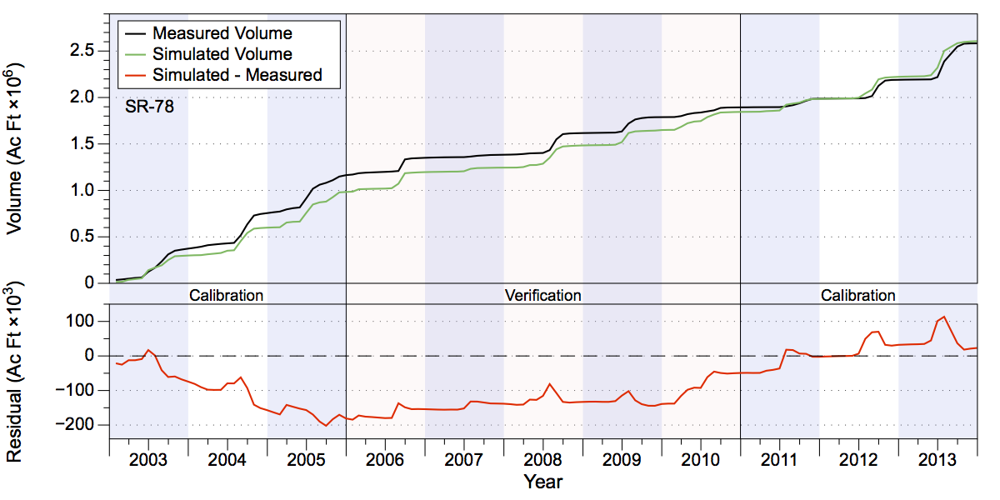 Measured Volume
Simulated Volume
Simulated - Measured
SR-78
Volume (Ac Ft ×10⁶)
2.5
2.0
1.5
1.0
0.5
0
Calibration Verification Calibration
Residual (Ac Ft ×10³)
100
0
−100
−200
2003 2004 2005 2006 2007 2008 2009 2010 2011 2012 2013
Year